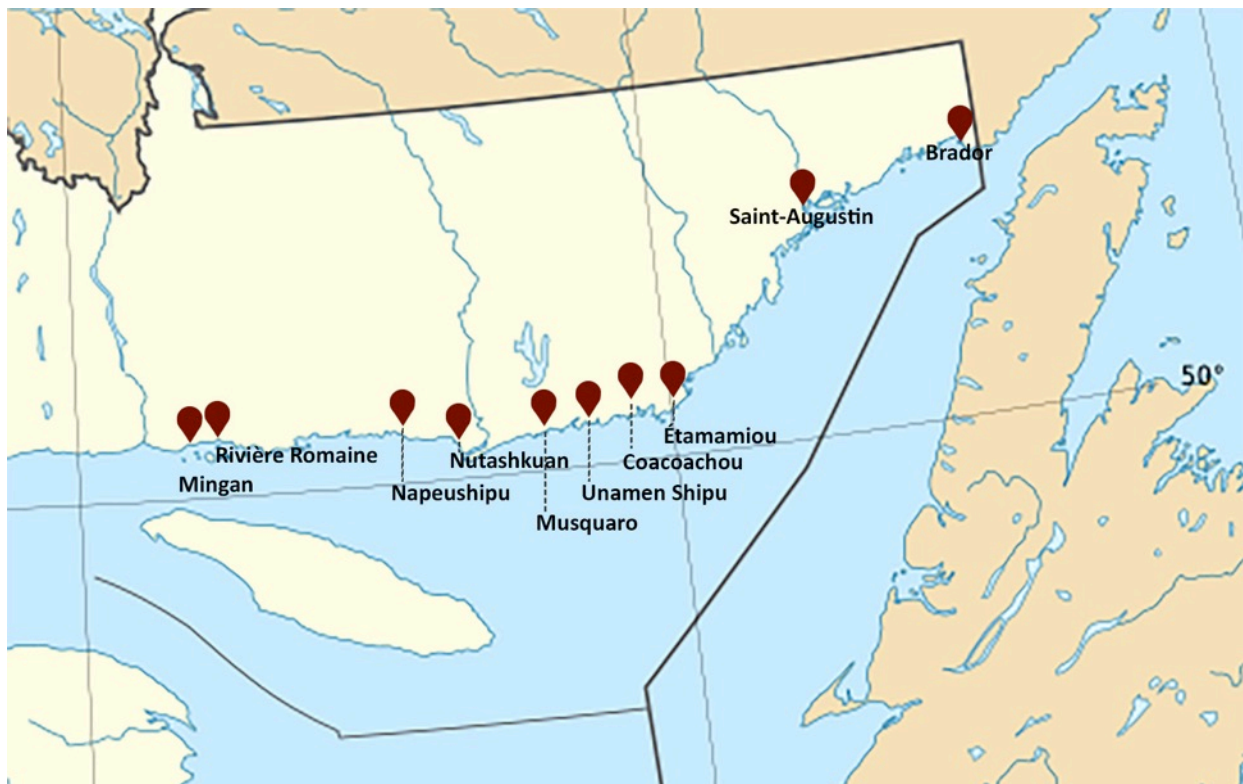 Brador
Saint-Augustin
50°
Étamamiou
Rivière Romaine
Nutashkuan
Coacoachou
Mingan
Napeushipu
Unamen Shipu
Musquaro